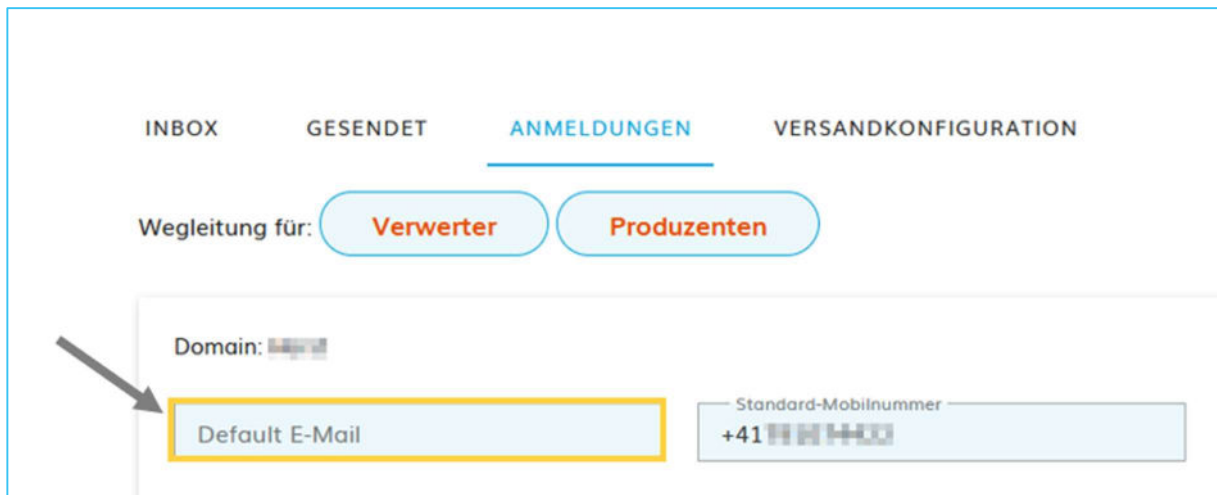 INBOX GESENDET ANMELDUNGEN VERSANDKONFIGURATION
Wegleitung für: Verwerter Produzenten
Domain:
Standard-Mobilnummer
Default E-Mail +41